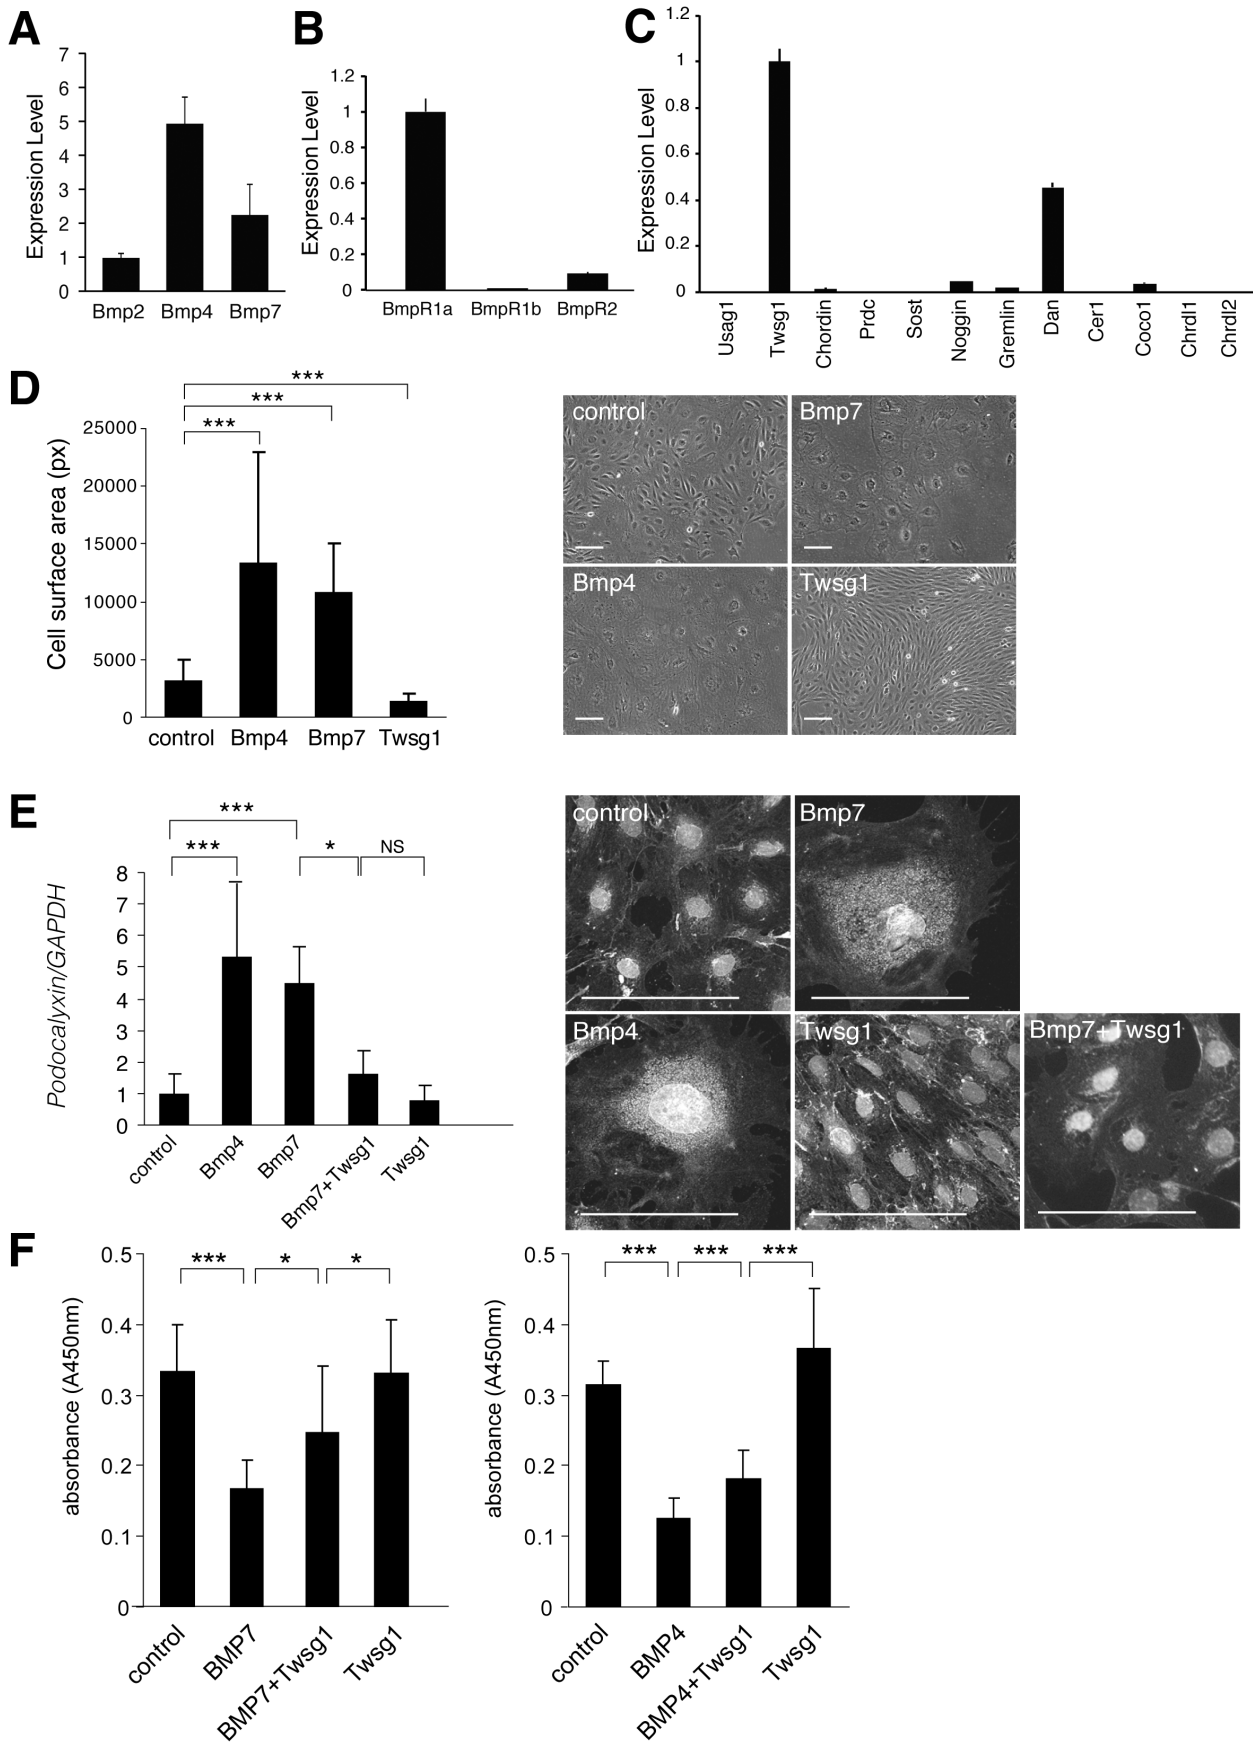 A
Expression Level
7
6
5
4
3
2
1
0
Bmp2 Bmp4 Bmp7
B
Expression Level
1.2
1
0.8
0.6
0.4
0.2
0
BmpR1a BmpR1b BmpR2
C
Expression Level
1.2
1
0.8
0.6
0.4
0.2
0
Usag1
Twsg1
Chordin
Prdc
Sost
Noggin
Gremlin
Dan
Cer1
Coco1
Chrdl1
Chrdl2
D
***
***
***
Cell surface area (px)
25000
20000
15000
10000
5000
0
control Bmp4 Bmp7 Twsg1
control
Bmp7
Bmp4
Twsg1
E
***
***
*
NS
Podocalyxin/GAPDH
8
7
6
5
4
3
2
1
0
control
Bmp4
Bmp7
Bmp7+Twsg1
Twsg1
control
Bmp7
Bmp4
Twsg1
Bmp7+Twsg1
F
*** * *
absorbance (A450nm)
0.5
0.4
0.3
0.2
0.1
0
control
BMP7
BMP7+Twsg1
Twsg1
*** *** ***
absorbance (A450nm)
0.5
0.4
0.3
0.2
0.1
0
control
BMP4
BMP4+Twsg1
Twsg1